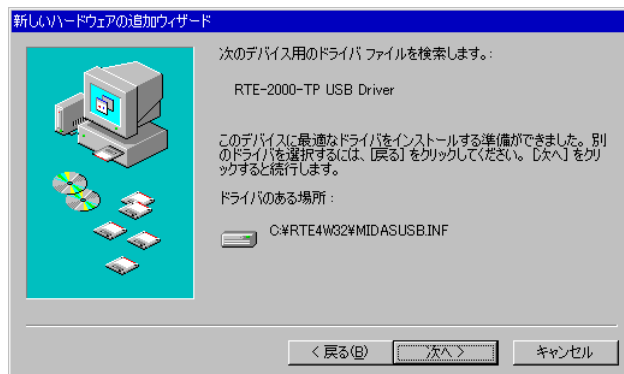 新しいハードウェアの追加ウィザード
次のデバイス用のドライバ ファイルを検索します。:
RTE-2000-TP USB Driver
このデバイスに最適なドライバをインストールする準備ができました。別
のドライバを選択するには、[戻る] をクリックしてください。[次へ] をクリ
ックすると続行します。
ドライバのある場所 :
C:¥RTE4W32¥MIDASUSB.INF
< 戻る(B)
次へ >
キャンセル